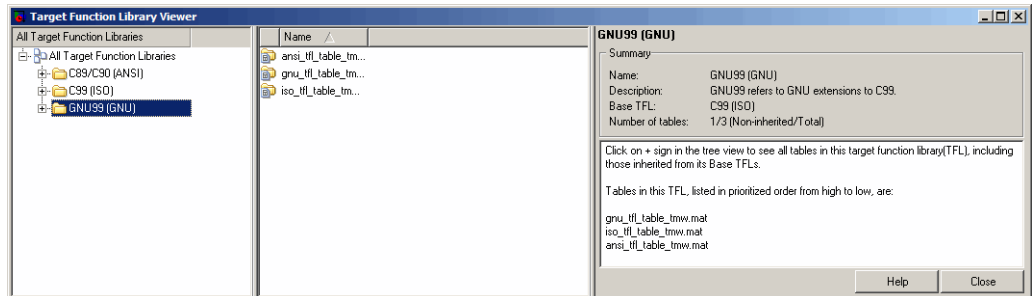 Target Function Library Viewer
All Target Function Libraries
All Target Function Libraries
C89/C90 (ANSI)
C99 (ISO)
GNU99 (GNU)
Name
ansi_tfl_table_tm...
gnu_tfl_table_tm...
iso_tfl_table_tm...
GNU99 (GNU)
Summary
Name: GNU99 (GNU)
Description: GNU99 refers to GNU extensions to C99.
Base TFL: C99 (ISO)
Number of tables: 1/3 (Non-inherited/Total)
Click on + sign in the tree view to see all tables in this target function library(TFL), including
those inherited from its Base TFLs.
Tables in this TFL, listed in prioritized order from high to low, are:
gnu_tfl_table_tmw.mat
iso_tfl_table_tmw.mat
ansi_tfl_table_tmw.mat
Help Close